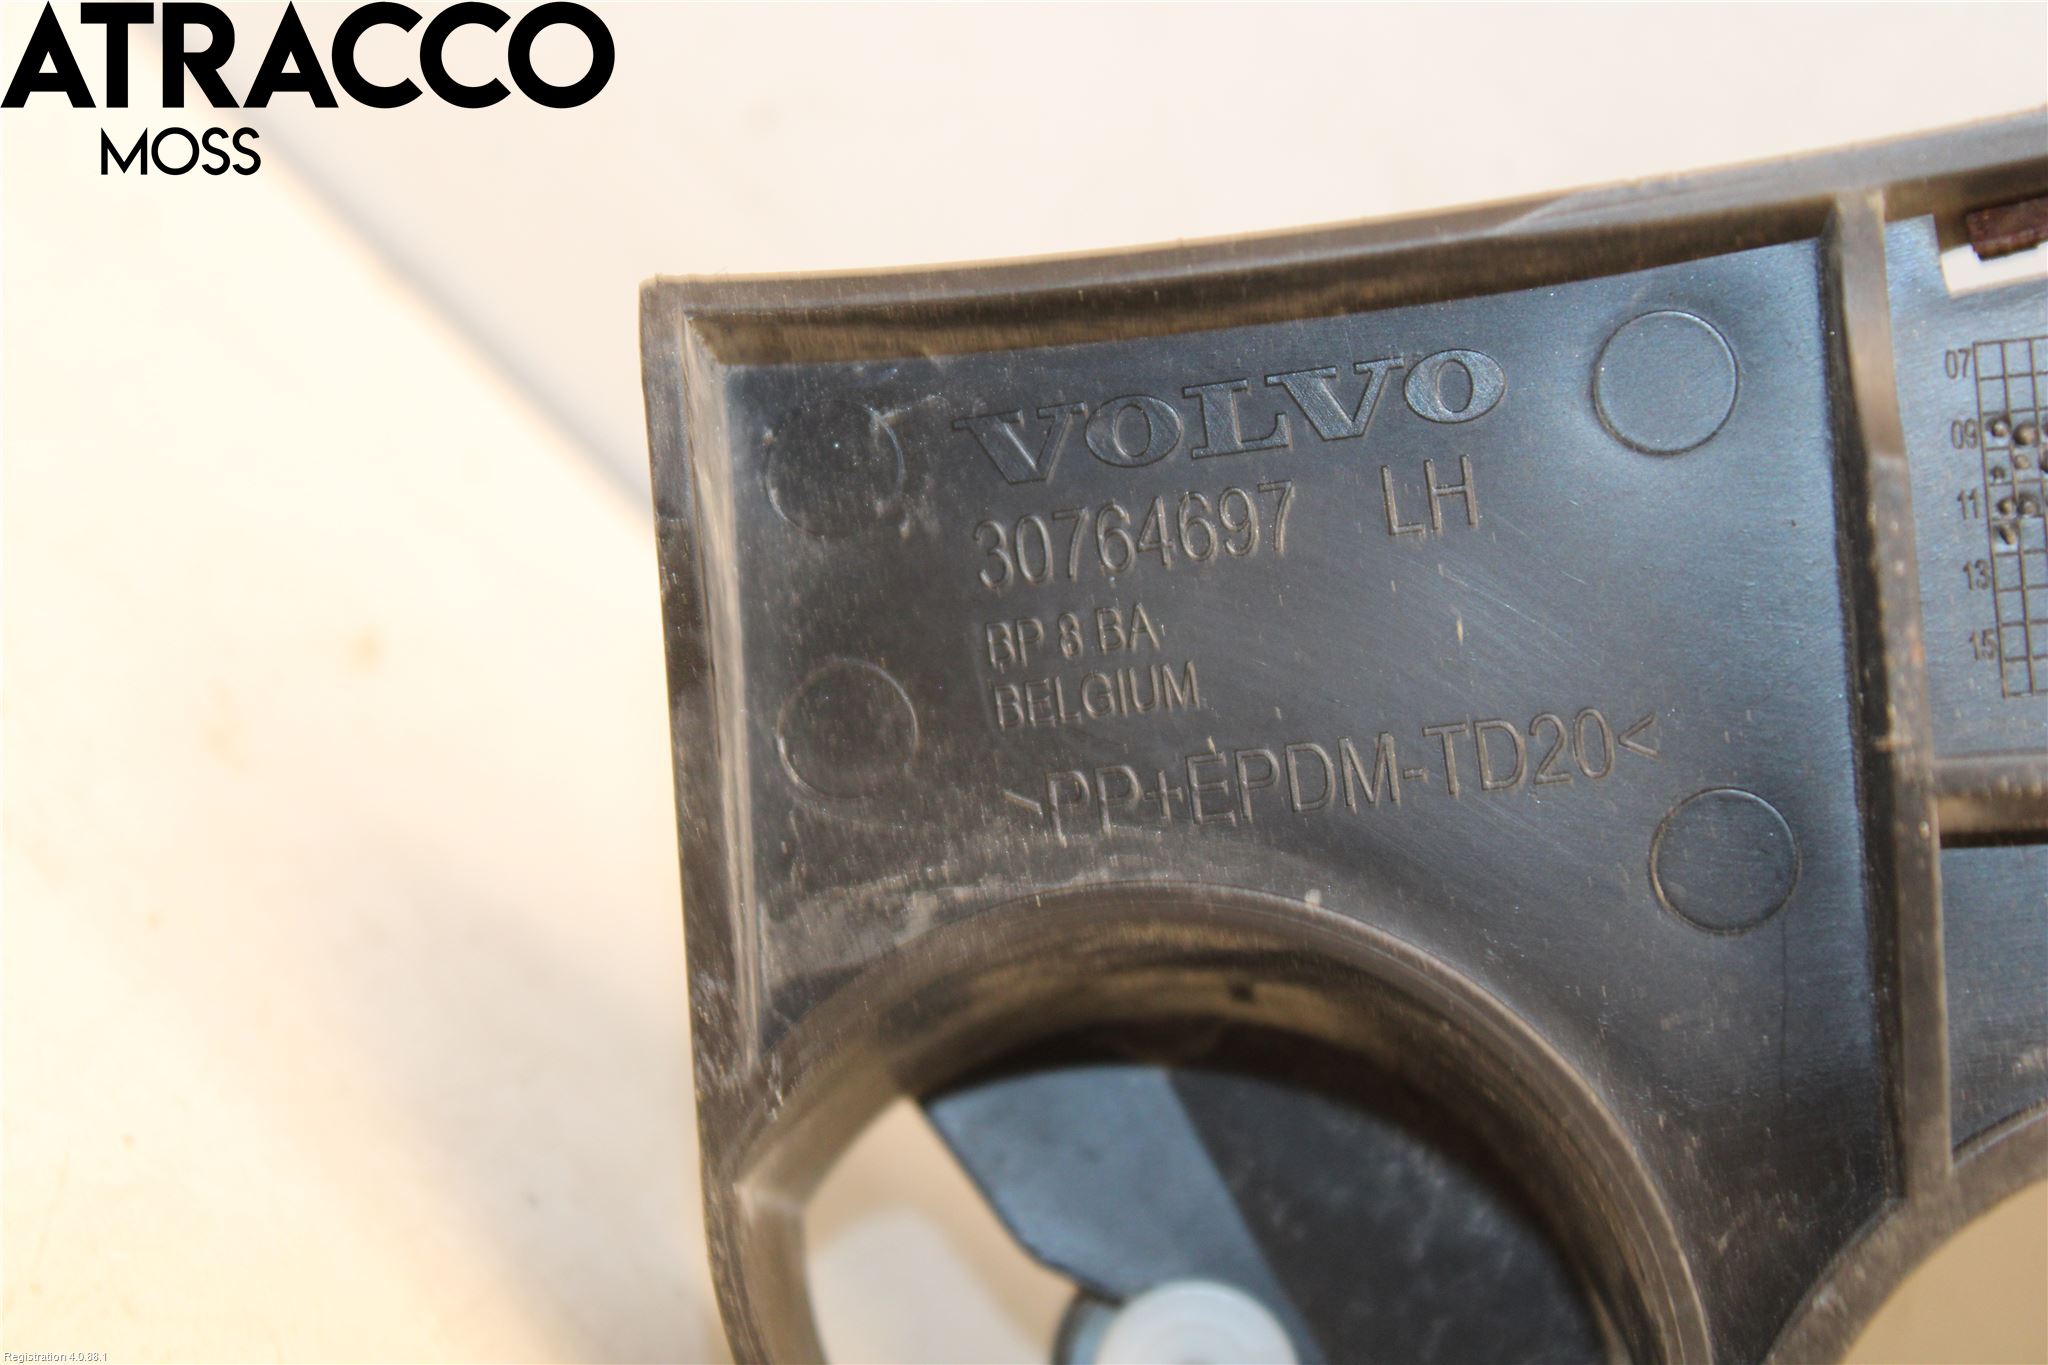 ATRACCO
MOSS
VOLVO
30764697 LH
BP 8 BA
BELGIUM
>PP+EPDM-TD20<
07
09
11
13
15
Registration 4.0.88.1